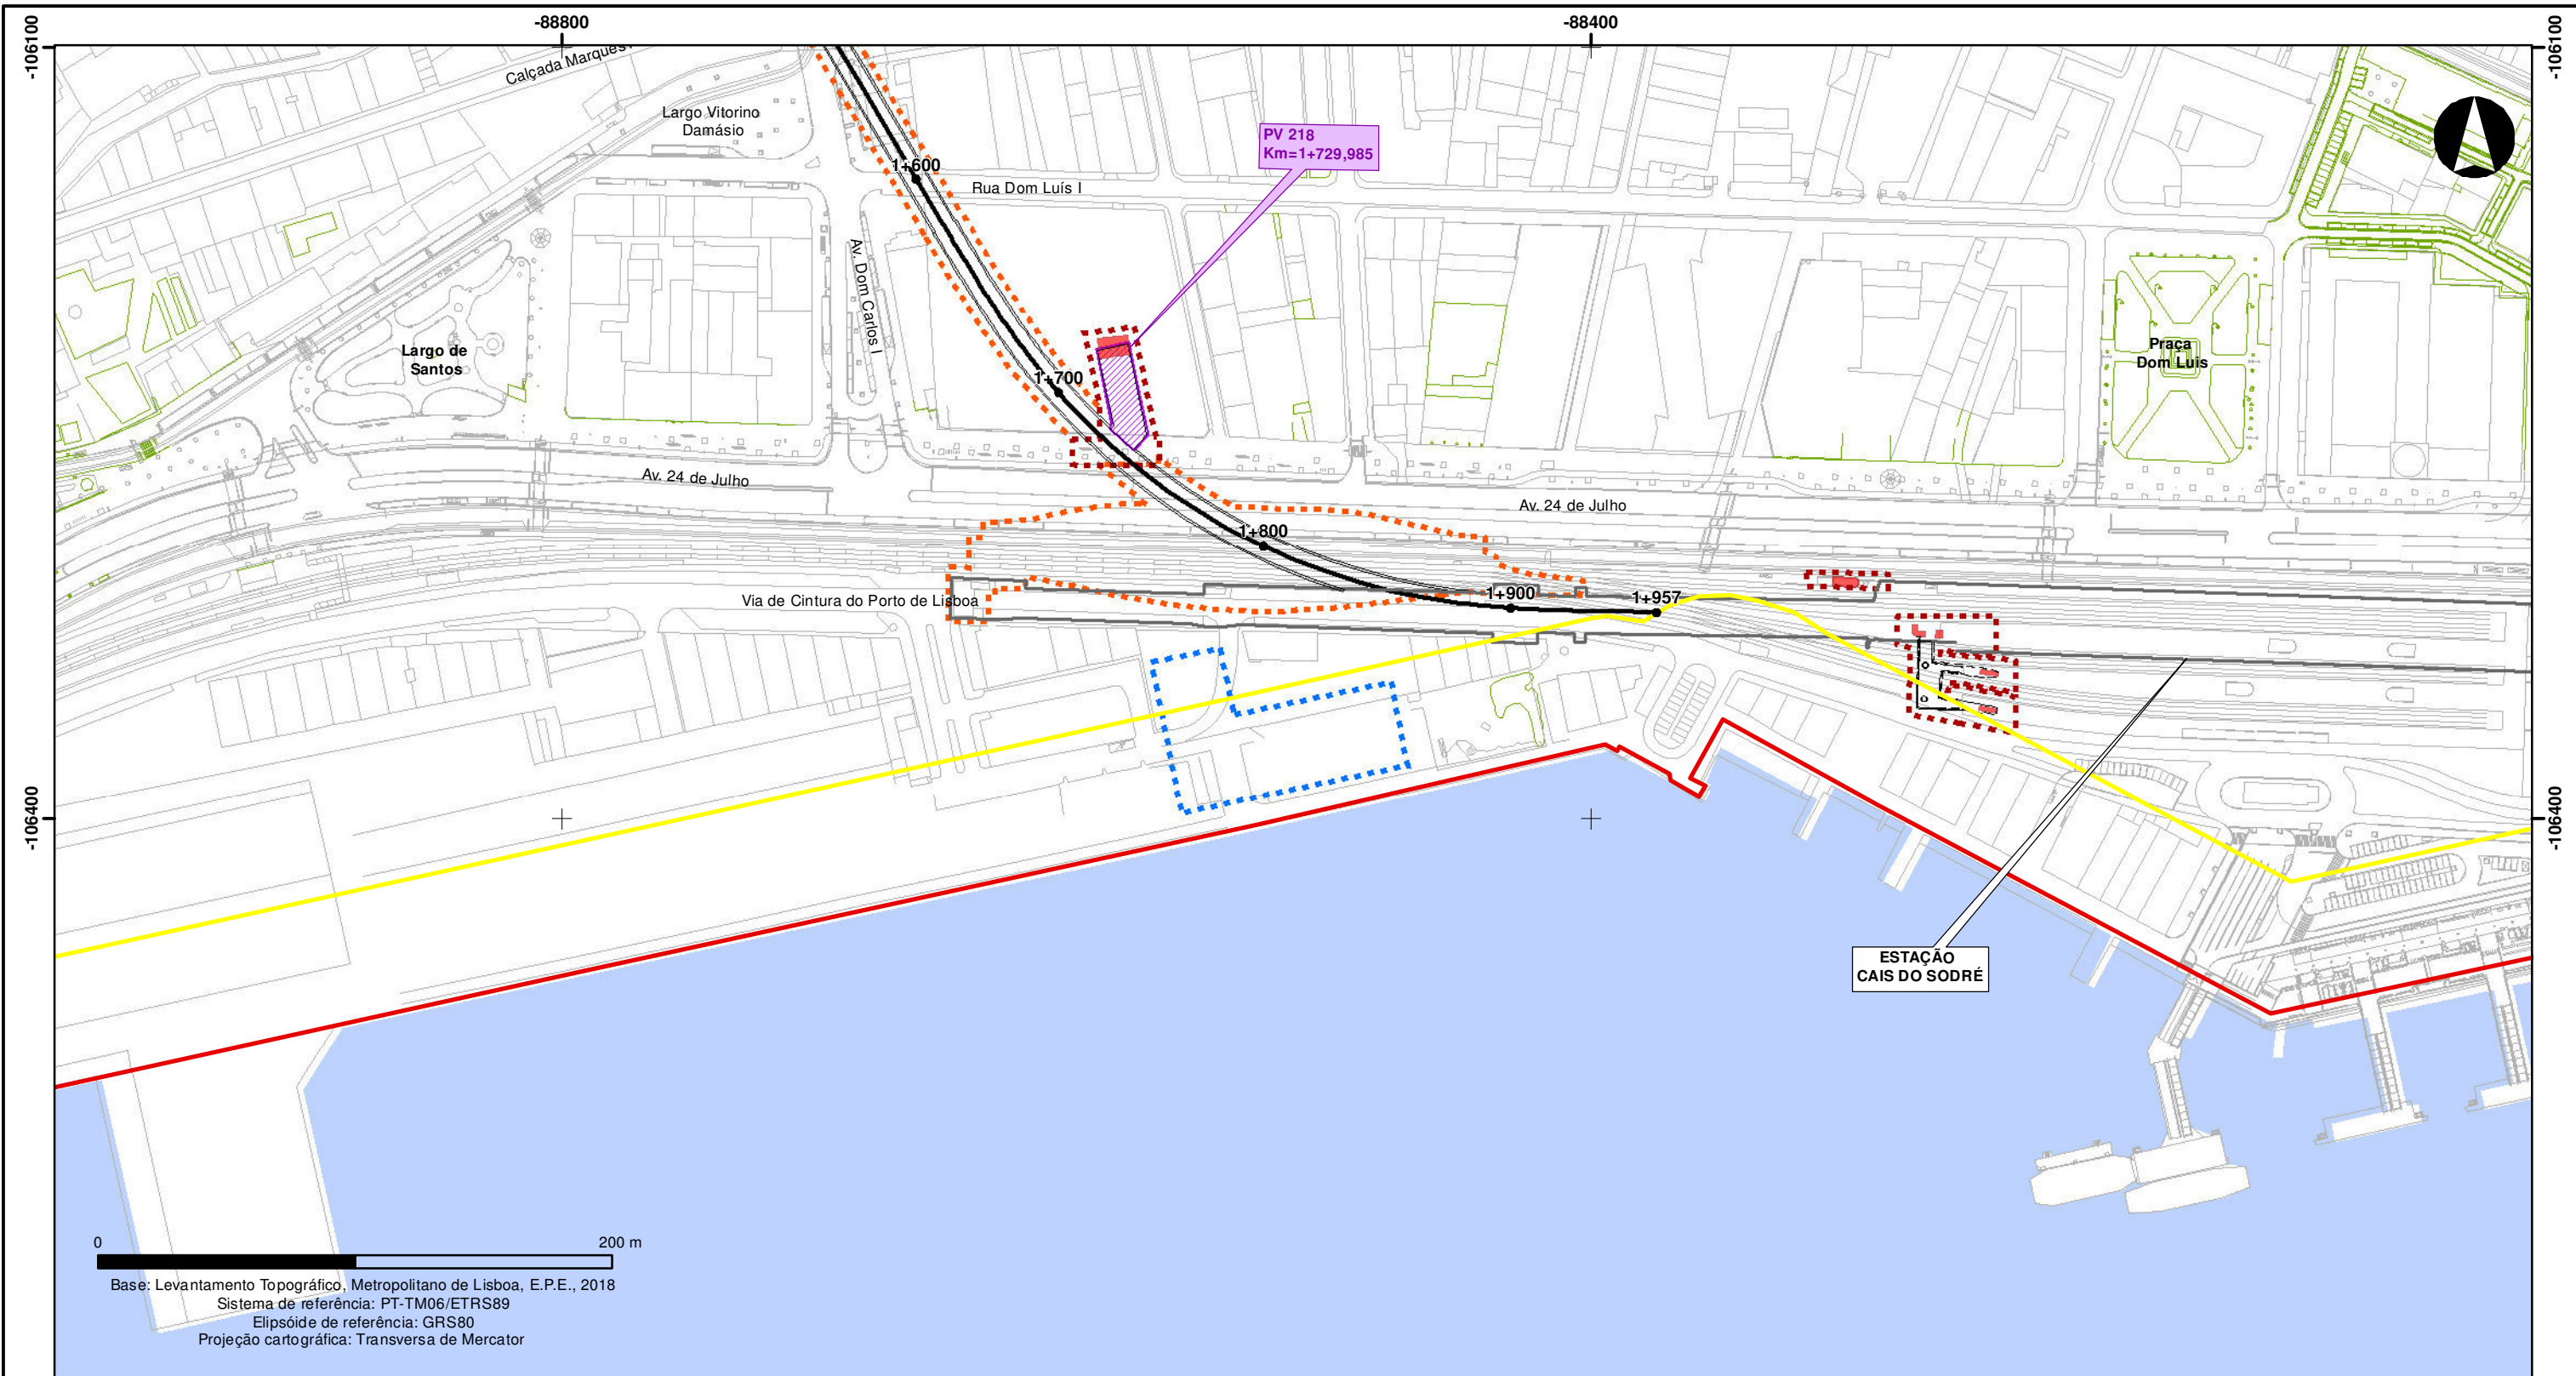 -88800
-88400
-106100
-106100
Calçada Marquês
Largo Vitorino
Damásio
PV 218
Km=1+729,985
1+600
Rua Dom Luís I
Av. Dom Carlos I
Largo de
Santos
Praça
Dom Luis
1+700
Av. 24 de Julho
Av. 24 de Julho
1+800
Via de Cintura do Porto de Lisboa
1+900
1+957
-106400
-106400
ESTAÇÃO
CAIS DO SODRÉ
0
200 m
Base: Levantamento Topográfico, Metropolitano de Lisboa, E.P.E., 2018
Sistema de referência: PT-TM06/ETRS89
Elipsóide de referência: GRS80
Projeção cartográfica: Transversa de Mercator